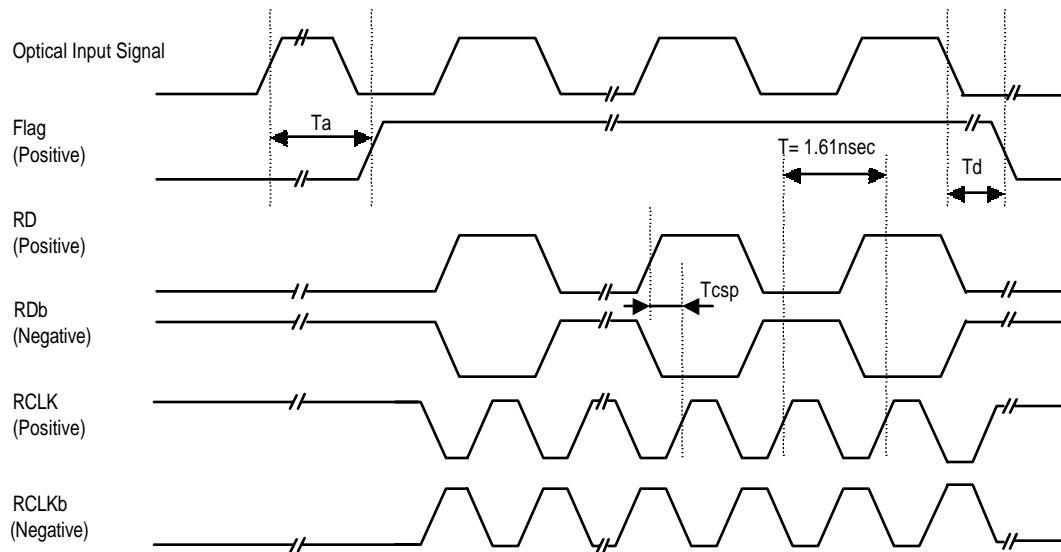 Optical Input Signal
Flag
(Positive)
Ta
T= 1.61nsec
Td
RD
(Positive)
Tcsp
RDb
(Negative)
RCLK
(Positive)
RCLKb
(Negative)